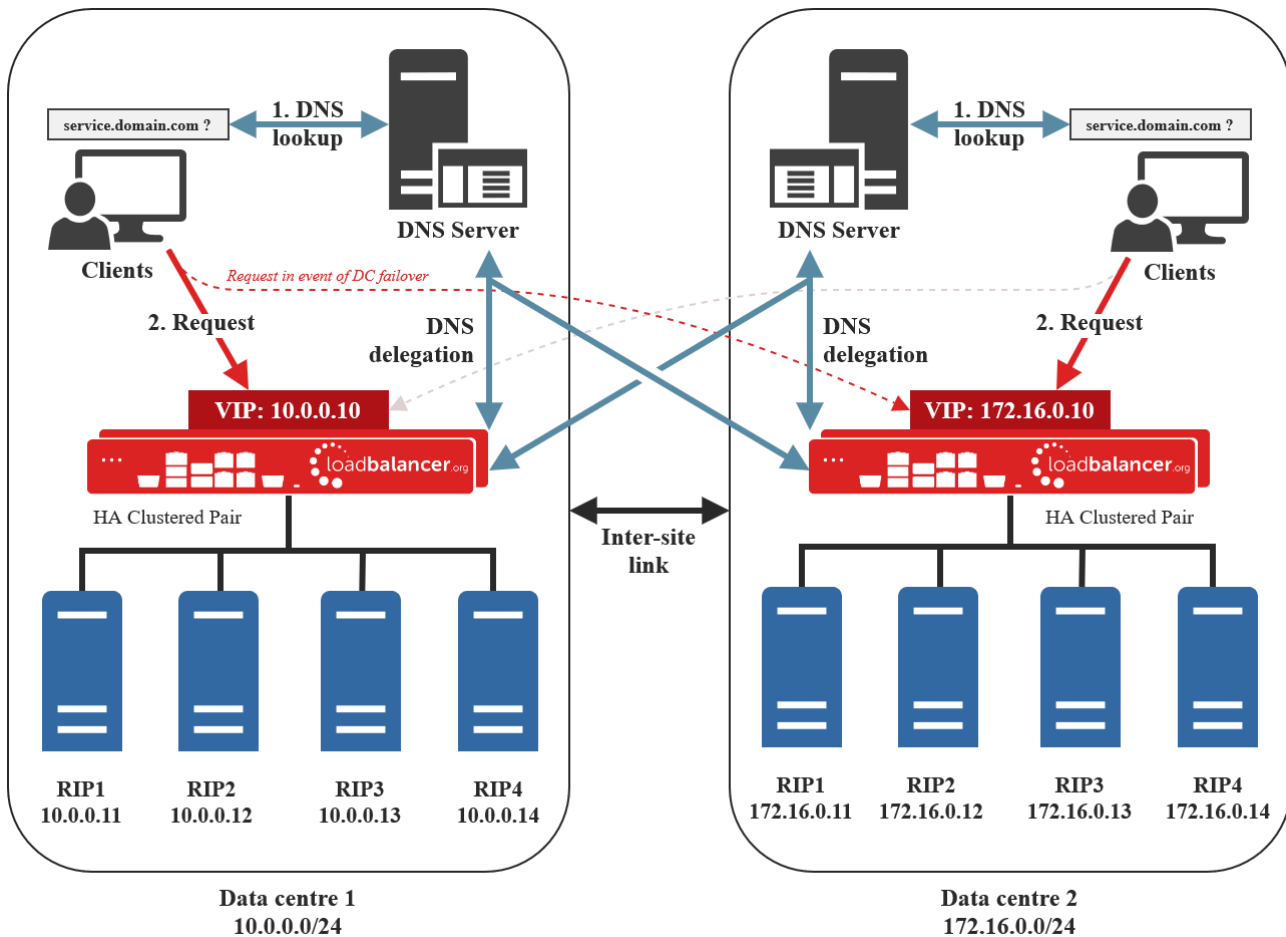 service.domain.com ?
1. DNS
lookup
DNS Server
Clients
Request in event of DC failover
2. Request
DNS
delegation
VIP: 10.0.0.10
loadbalancer.org
HA Clustered Pair
RIP1
10.0.0.11
RIP2
10.0.0.12
RIP3
10.0.0.13
RIP4
10.0.0.14
Data centre 1
10.0.0.0/24
Inter-site
link
1. DNS
lookup
service.domain.com ?
DNS Server
Clients
DNS
delegation
2. Request
VIP: 172.16.0.10
loadbalancer.org
HA Clustered Pair
RIP1
172.16.0.11
RIP2
172.16.0.12
RIP3
172.16.0.13
RIP4
172.16.0.14
Data centre 2
172.16.0.0/24